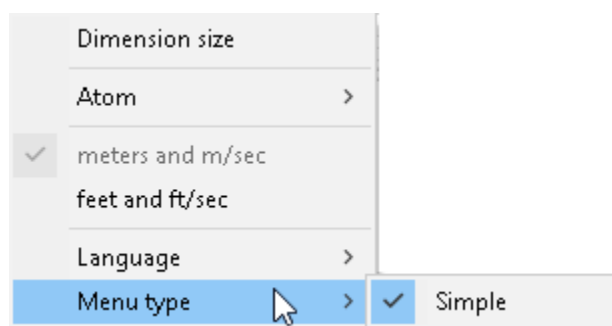 Dimension size
Atom
meters and m/sec
feet and ft/sec
Language
Menu type
Simple